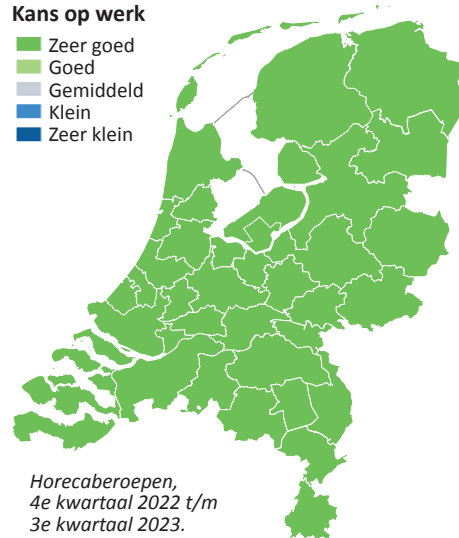 Kans op werk
Zeer goed
Goed
Gemiddeld
Klein
Zeer klein
Horecaberoepen,
4e kwartaal 2022 t/m
3e kwartaal 2023.